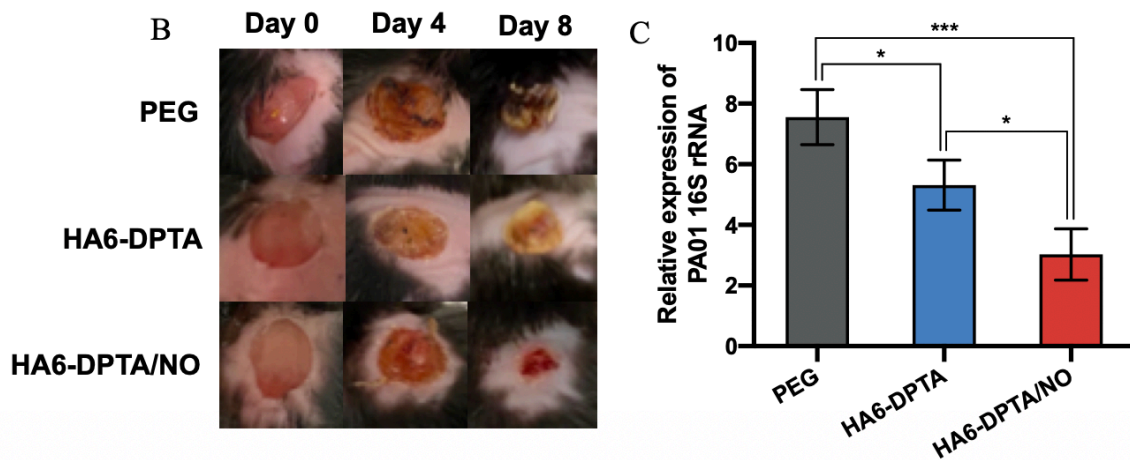 B
Day 0 Day 4 Day 8
PEG
HA6-DPTA
HA6-DPTA/NO
C
Relative expression of
PA01 16S rRNA
10
8
6
4
2
0
***
*
*
PEG
HA6-DPTA
HA6-DPTA/NO